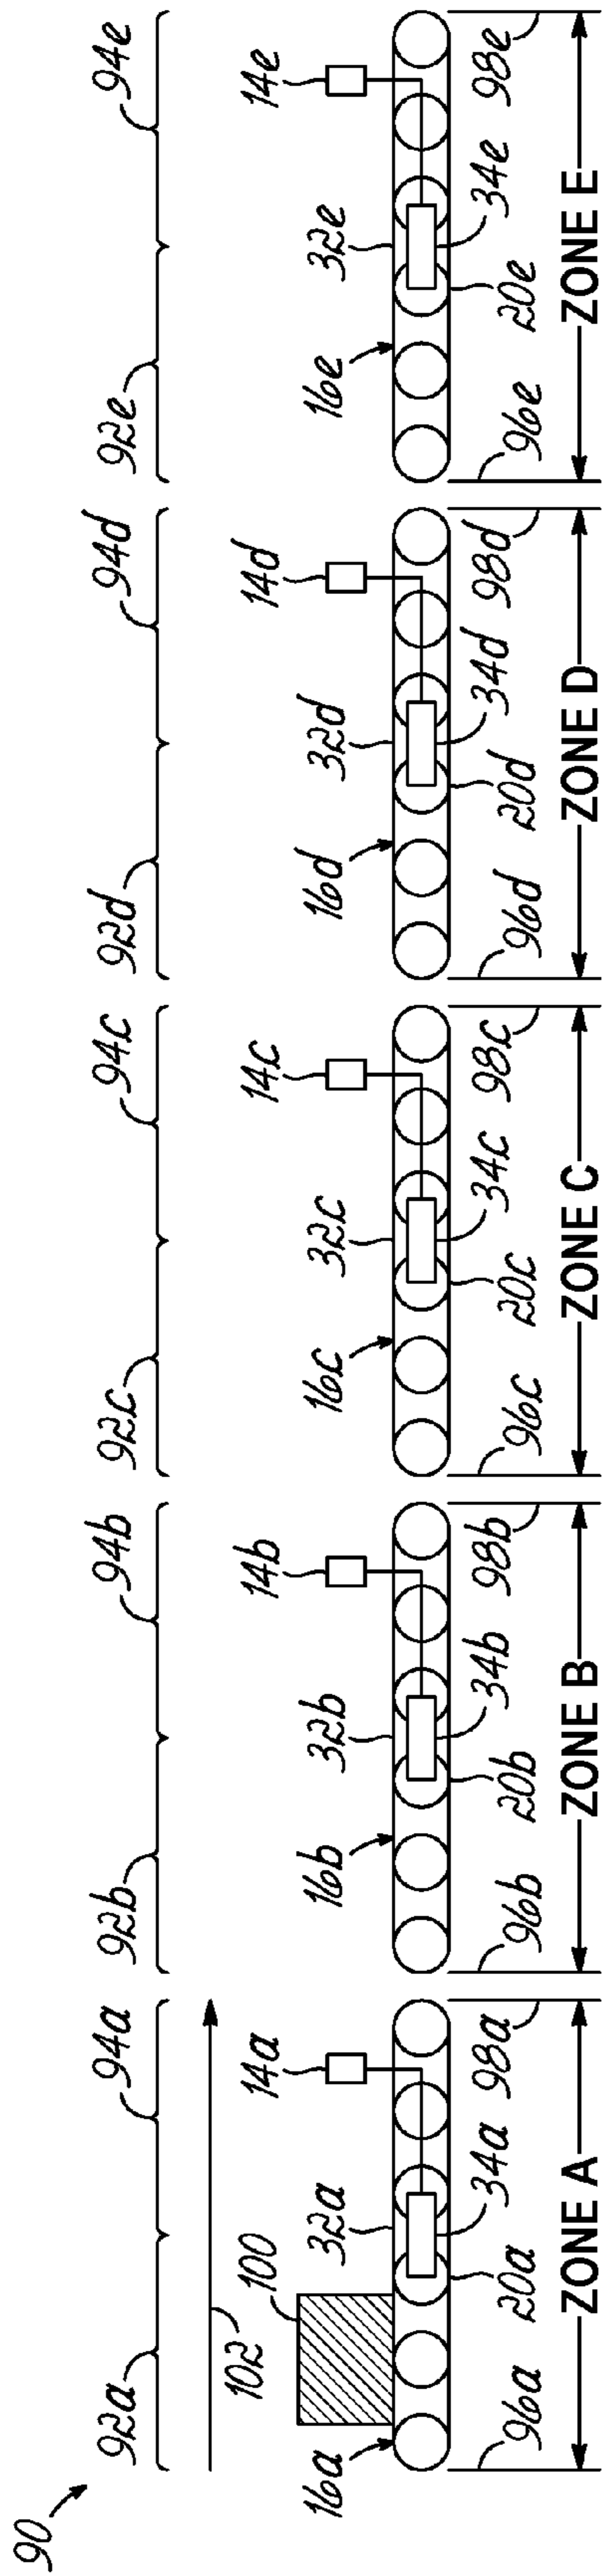 90
92a 94a 92b 94b 92c 94c 92d 94d 92e 94e
102
100
16a 32a 14a 16b 32b 14b 16c 32c 14c 16d 32d 14d 16e 32e 14e
96a 20a 34a 98a 96b 20b 34b 98b 96c 20c 34c 98c 96d 20d 34d 98d 96e 20e 34e 98e
ZONE A ZONE B ZONE C ZONE D ZONE E